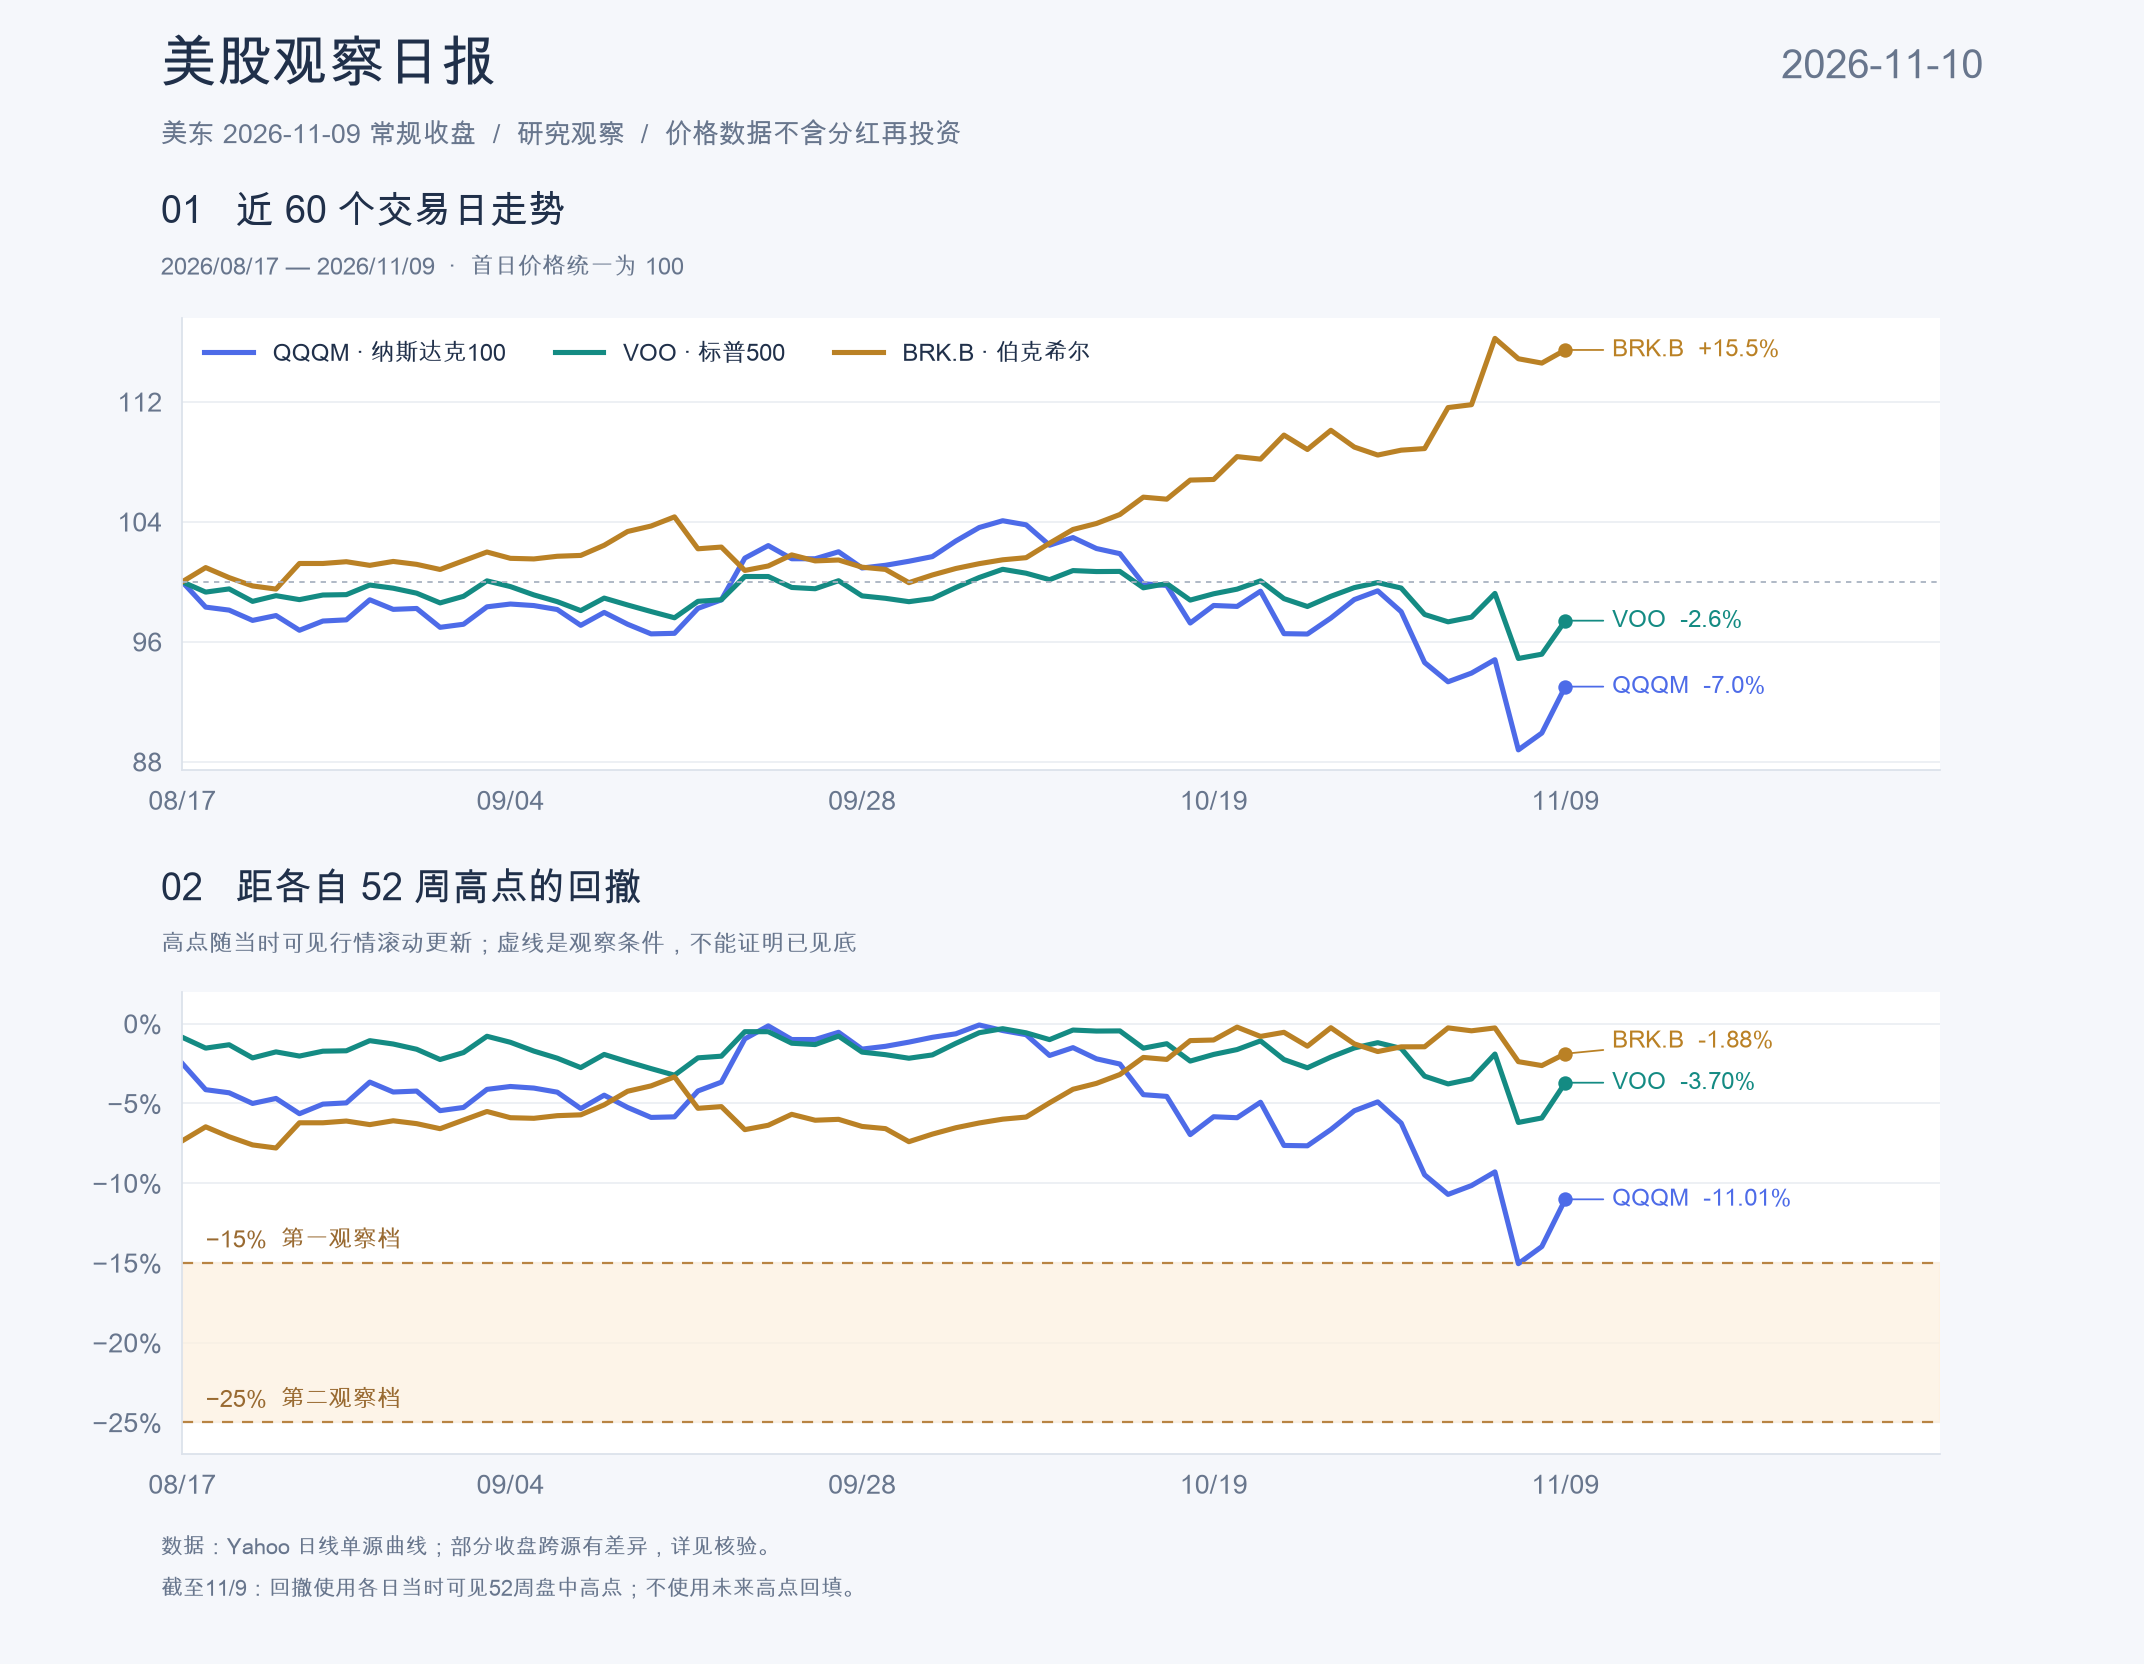 美股观察日报
2026-11-10
美东 2026-11-09 常规收盘 / 研究观察 / 价格数据不含分红再投资
01 近 60 个交易日走势
2026/08/17 — 2026/11/09 · 首日价格统一为 100
QQQM · 纳斯达克100 VOO · 标普500 BRK.B · 伯克希尔
BRK.B +15.5%
112
104
VOO -2.6%
96
QQQM -7.0%
88
08/17 09/04 09/28 10/19 11/09
02 距各自 52 周高点的回撤
高点随当时可见行情滚动更新；虚线是观察条件，不能证明已见底
0%
BRK.B -1.88%
VOO -3.70%
−5%
−10%
QQQM -11.01%
−15% 第一观察档
−15%
−20%
−25% 第二观察档
−25%
08/17 09/04 09/28 10/19 11/09
数据：Yahoo 日线单源曲线；部分收盘跨源有差异，详见核验。
截至11/9：回撤使用各日当时可见52周盘中高点；不使用未来高点回填。